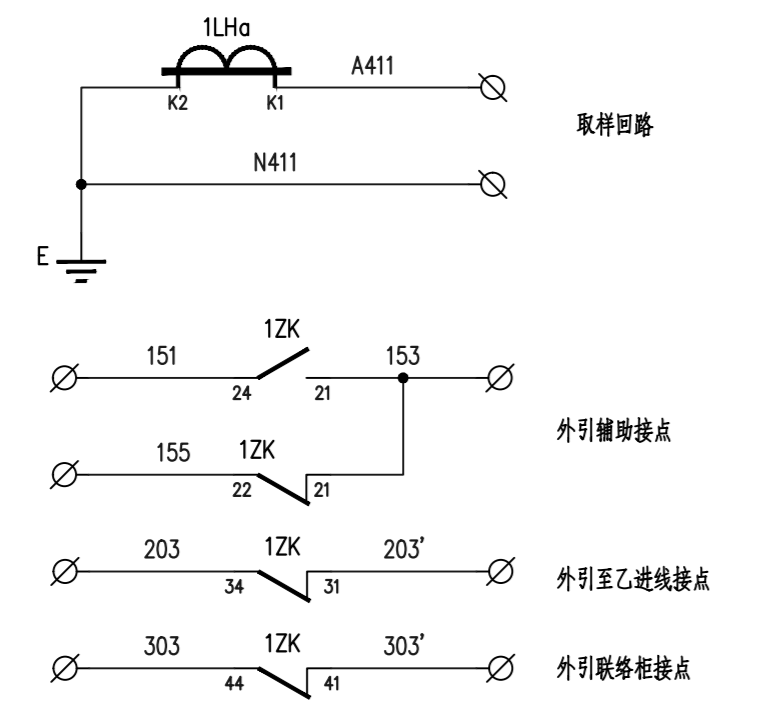 1LHa
A411
K2
K1
取样回路
N411
E
1ZK
151
153
24
21
外引辅助接点
155
1ZK
22
21
203
1ZK
203'
34
31
外引至乙进线接点
303
1ZK
303'
44
41
外引联络柜接点